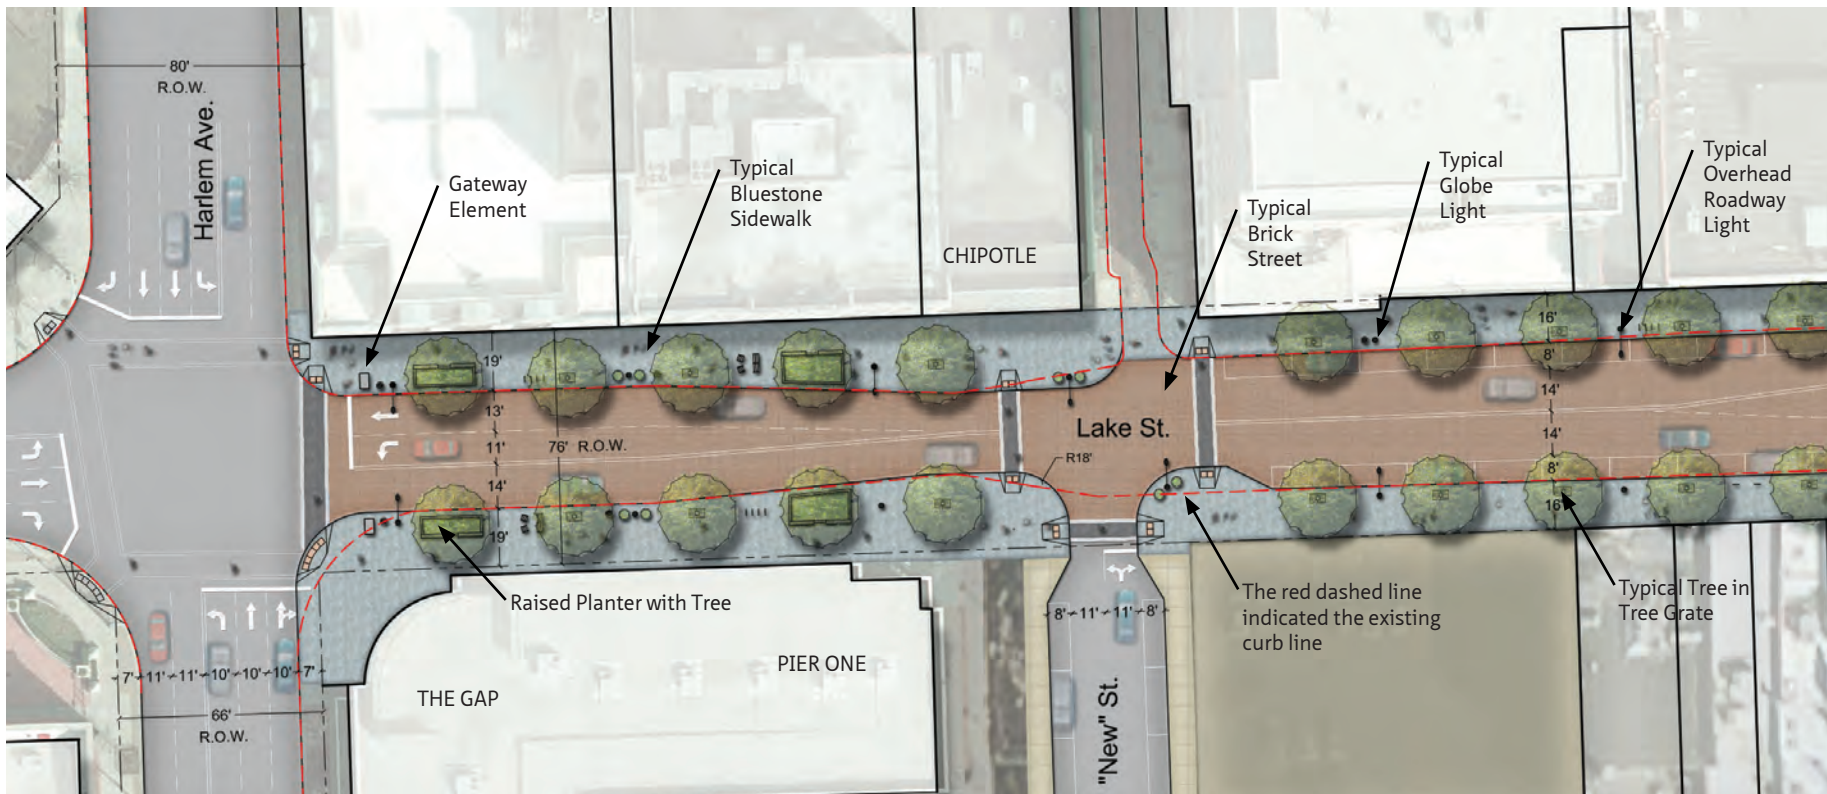 80'
R.O.W.
Harlem Ave.
Gateway
Element
Typical
Bluestone
Sidewalk
CHIPOTLE
Typical
Brick
Street
Typical
Globe
Light
Typical
Overhead
Roadway
Light
19'
13'
11'
14'
19'
76' R.O.W.
Lake St.
R18'
16'
8'
14'
14'
8'
16'
Raised Planter with Tree
The red dashed line
indicated the existing
curb line
Typical Tree in
Tree Grate
8' 11' 11' 8'
"New" St.
PIER ONE
THE GAP
7' 11' 11' 10' 10' 10' 7'
66'
R.O.W.